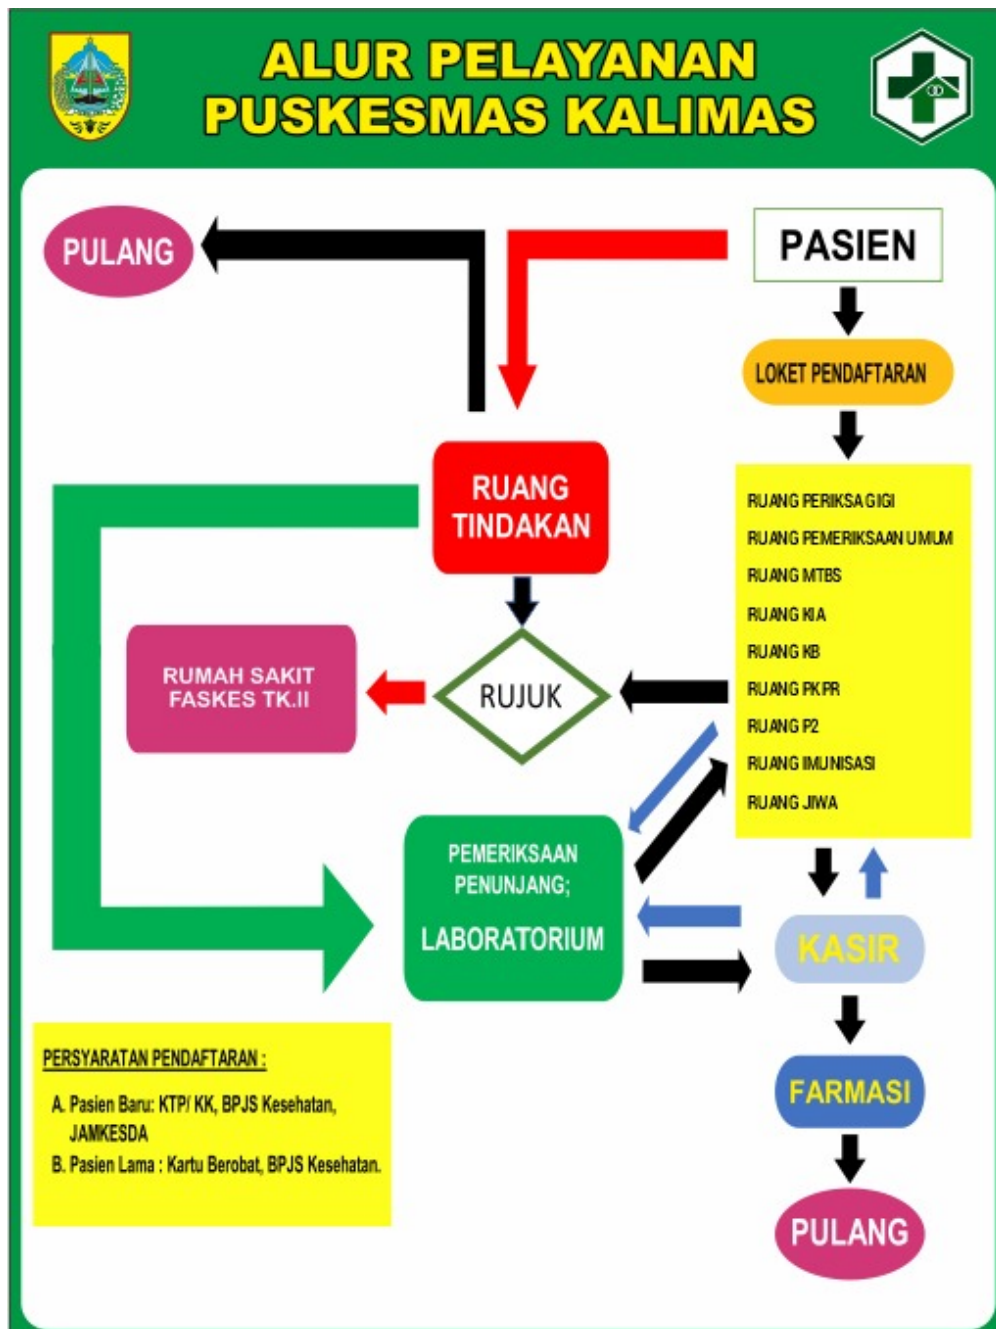 ALUR PELAYANAN
PUSKESMAS KALIMAS
PULANG
PASIEN
LOKET PENDAFTARAN
RUANG
TINDAKAN
RUANG PERIKSA GIGI
RUANG PEMERIKSAAN UMUM
RUANG MTBS
RUANG KIA
RUANG KB
RUANG PKPR
RUANG P2
RUANG IMUNISASI
RUANG JIWA
RUMAH SAKIT
FASKES TK.II
RUJUK
PEMERIKSAAN
PENUNJANG;
LABORATORIUM
KASIR
FARMASI
PULANG
PERSYARATAN PENDAFTARAN :
A. Pasien Baru: KTP/ KK, BPJS Kesehatan,
JAMKESDA
B. Pasien Lama : Kartu Berobat, BPJS Kesehatan.